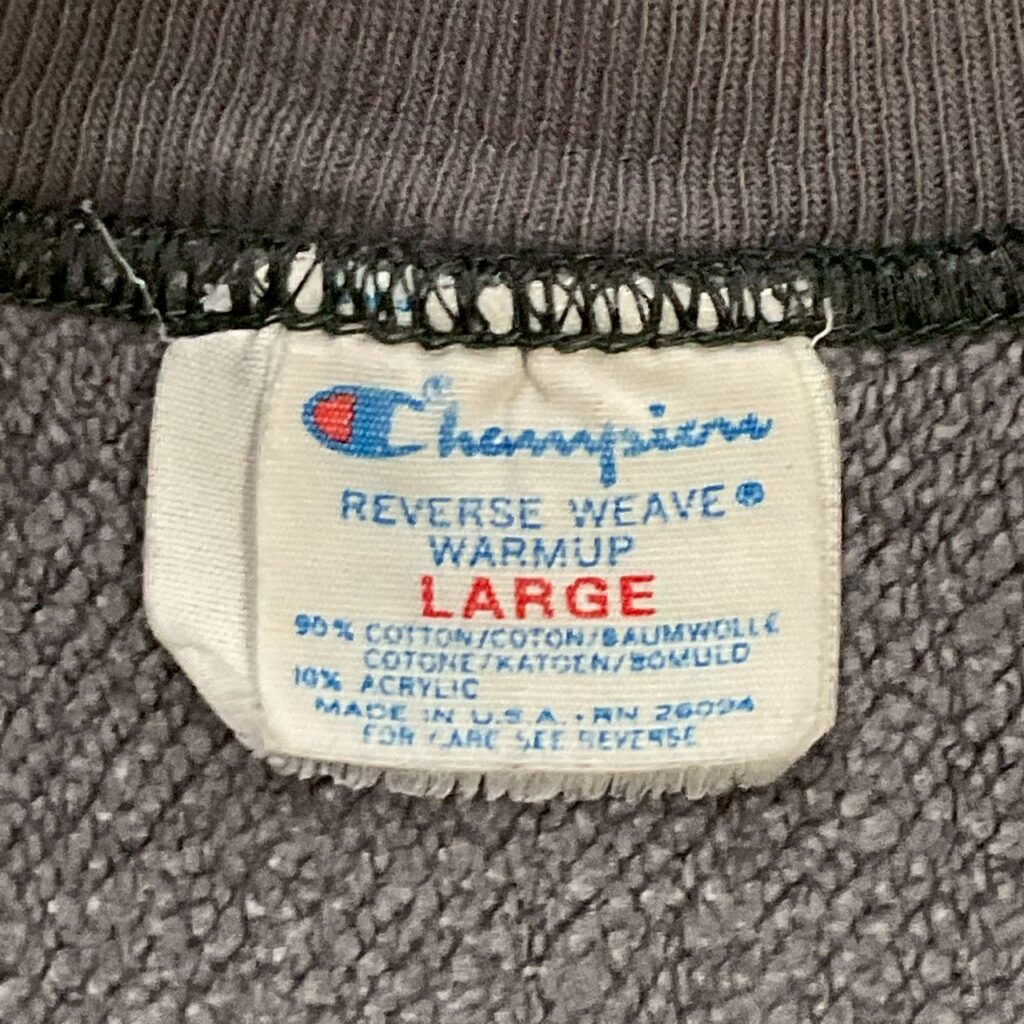 Champion®
REVERSE WEAVE®
WARMUP
LARGE
90% COTTON/COTON/BAUMWOLLE
COTONE/KATOEN/BOMULD
10% ACRYLIC
MADE IN U.S.A. · RN 26094
FOR CARE SEE REVERSE